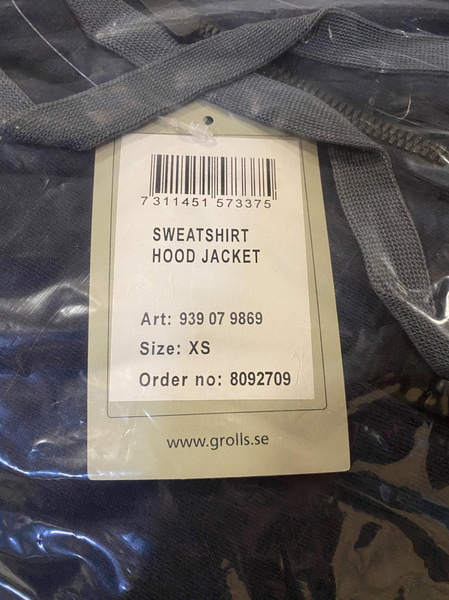 7 311451 573375
SWEATSHIRT
HOOD JACKET
Art: 939 07 9869
Size: XS
Order no: 8092709
www.grolls.se